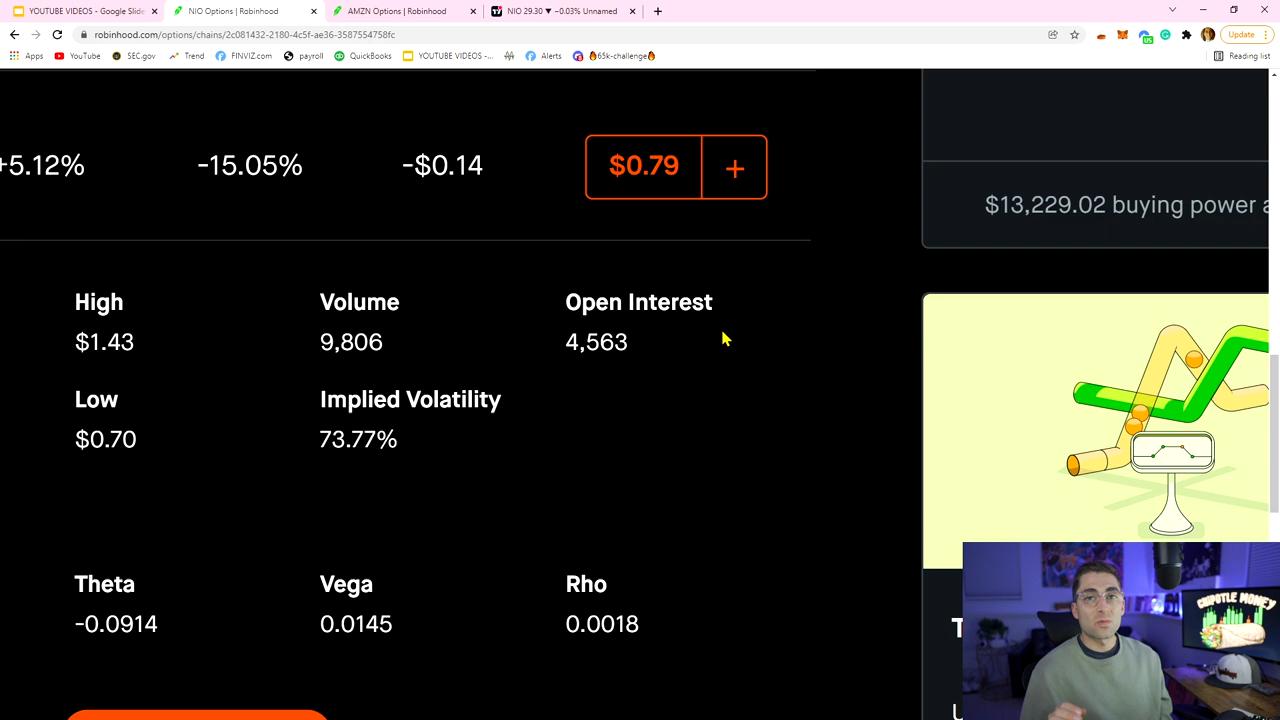 YOUTUBE VIDEOS - Google Slide
NIO Options | Robinhood
AMZN Options | Robinhood
NIO 29.30 ▼ −0.03% Unnamed
robinhood.com/options/chains/2c081432-2180-4c5f-ae36-3587554758fc
Update
Apps
YouTube
SEC.gov
Trend
FINVIZ.com
payroll
QuickBooks
YOUTUBE VIDEOS -...
Alerts
🔥65k-challenge🔥
Reading list
+5.12%
-15.05%
-$0.14
$0.79
+
$13,229.02 buying power a
High
Volume
Open Interest
$1.43
9,806
4,563
Low
Implied Volatility
$0.70
73.77%
Theta
Vega
Rho
-0.0914
0.0145
0.0018
CHIPOTLE MONEY
T